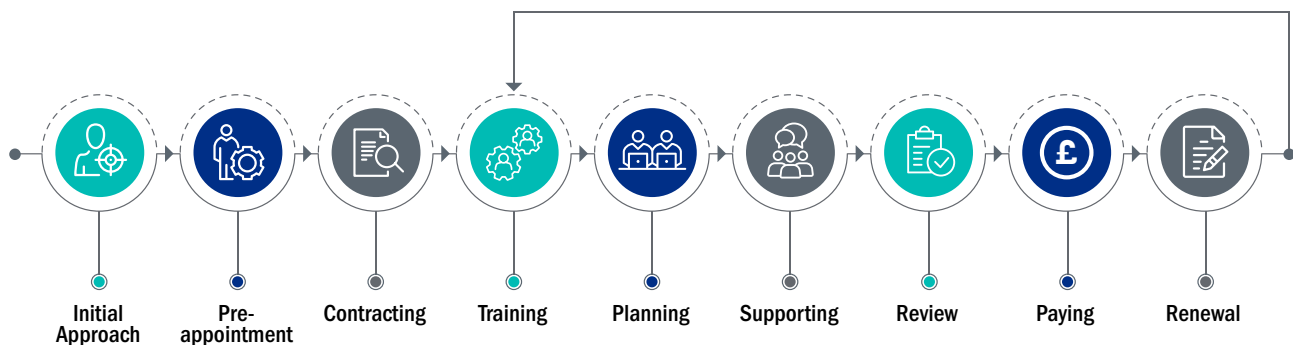 £
Initial
Approach
Pre-
appointment
Contracting
Training
Planning
Supporting
Review
Paying
Renewal